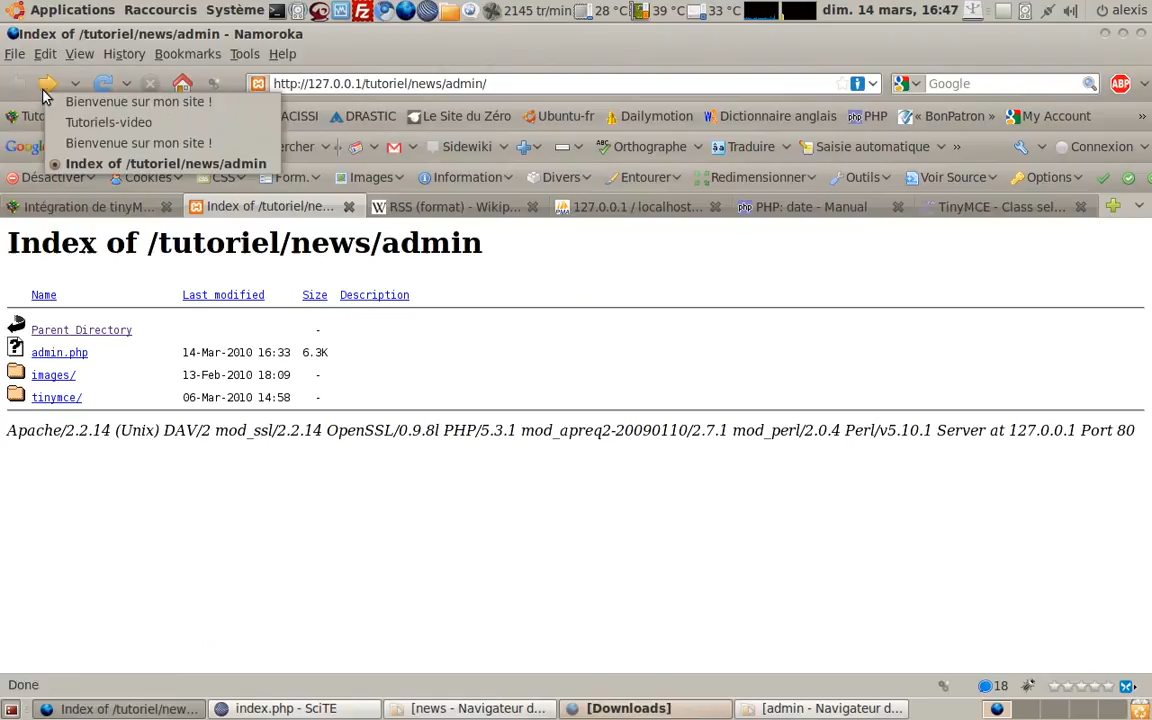 Applications Raccourcis Système 2145 tr/min 28 °C 39 °C 33 °C dim. 14 mars, 16:47 alexis
Index of /tutoriel/news/admin - Namoroka
File Edit View History Bookmarks Tools Help
http://127.0.0.1/tutoriel/news/admin/ Google ABP
Bienvenue sur mon site !
Tutoriels-video
Bienvenue sur mon site !
Index of /tutoriel/news/admin
Tuto ACISSI DRASTIC Le Site du Zéro Ubuntu-fr Dailymotion Dictionnaire anglais PHP « BonPatron » My Account »
Goog ercher Sidewiki Orthographe Traduire Saisie automatique » Connexion
Désactiver Cookies CSS Form. Images Information Divers Entourer Redimensionner Outils Voir Source Options
Intégration de tinyM... Index of /tutoriel/ne... RSS (format) - Wikip... 127.0.0.1 / localhost... PHP: date - Manual TinyMCE - Class sel...
Index of /tutoriel/news/admin
Name Last modified Size Description
Parent Directory -
admin.php 14-Mar-2010 16:33 6.3K
images/ 13-Feb-2010 18:09 -
tinymce/ 06-Mar-2010 14:58 -
Apache/2.2.14 (Unix) DAV/2 mod_ssl/2.2.14 OpenSSL/0.9.8l PHP/5.3.1 mod_apreq2-20090110/2.7.1 mod_perl/2.0.4 Perl/v5.10.1 Server at 127.0.0.1 Port 80
Done 18
Index of /tutoriel/new... index.php - SciTE [news - Navigateur d... [Downloads] [admin - Navigateur d...